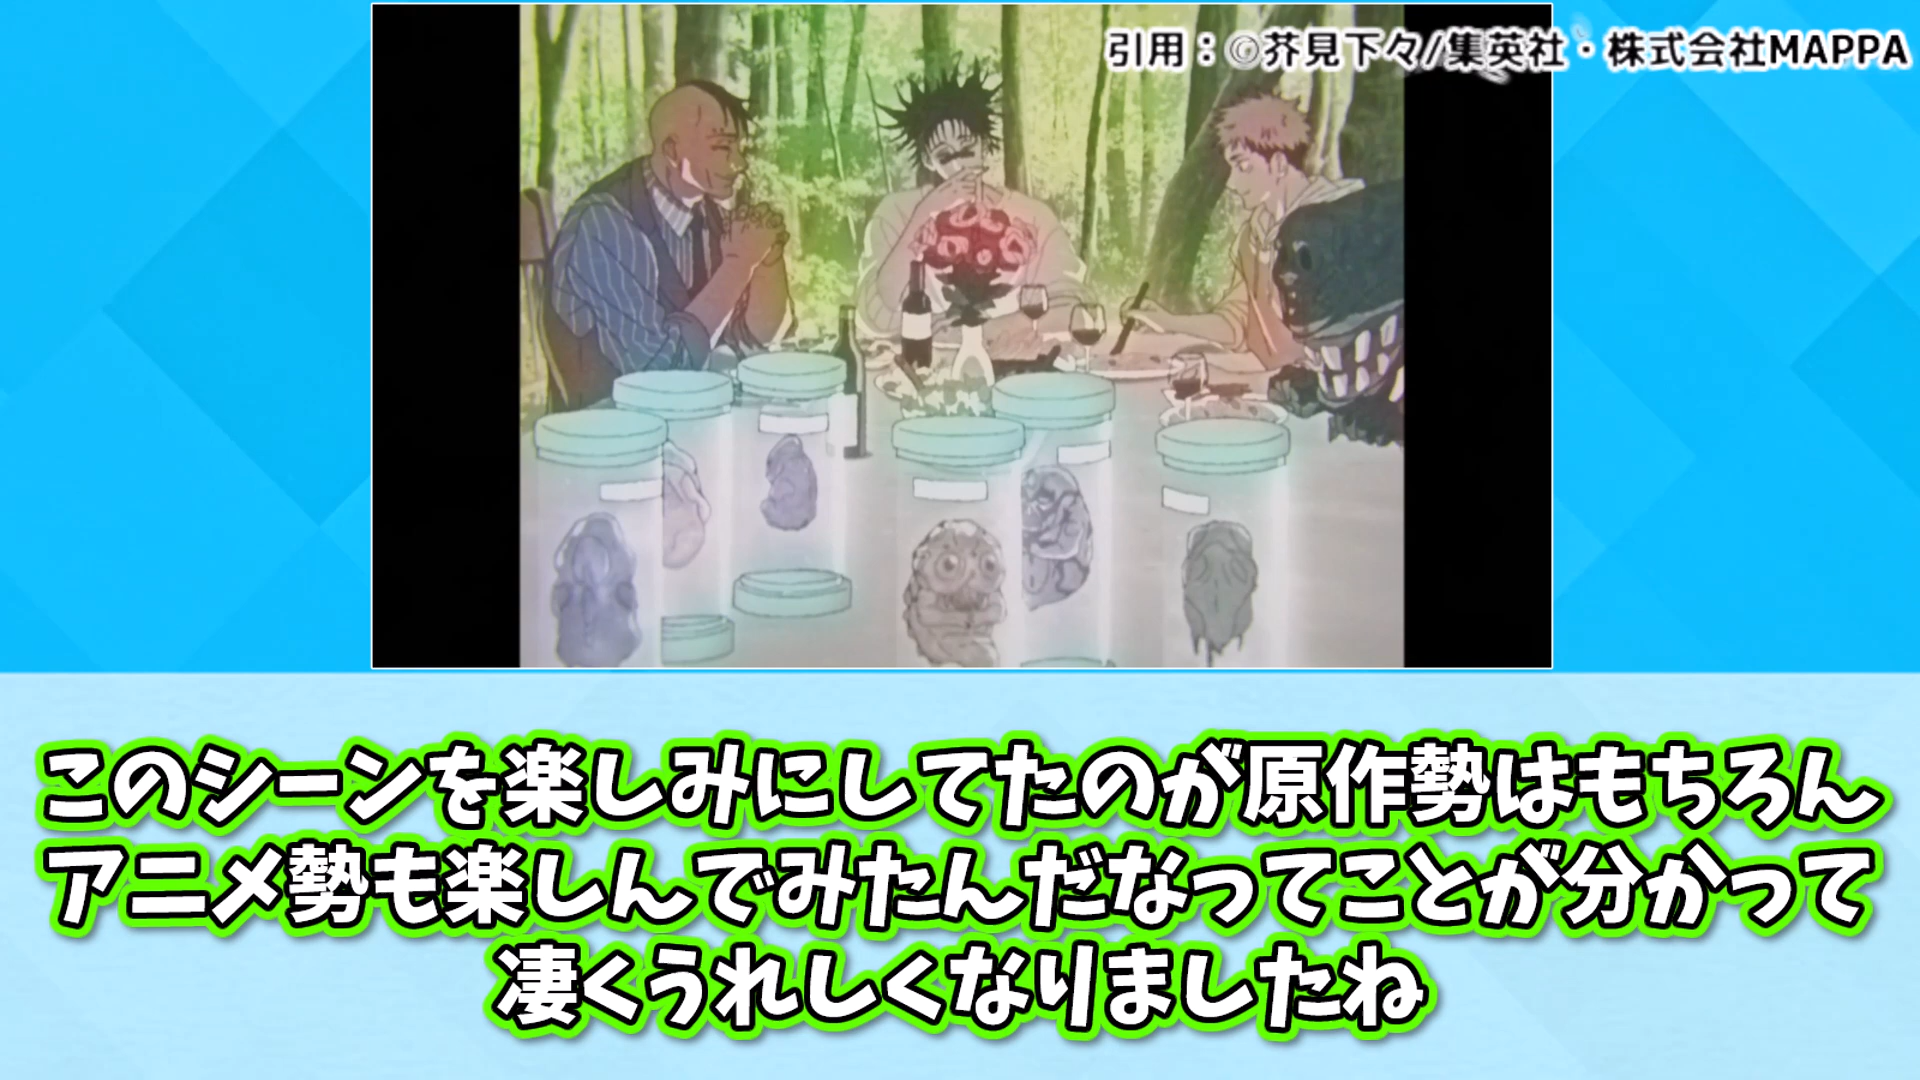 引用：©芥見下々/集英社・株式会社MAPPA
このシーンを楽しみにしてたのが原作勢はもちろん
アニメ勢も楽しんでみたんだなってことが分かって
凄くうれしくなりましたね